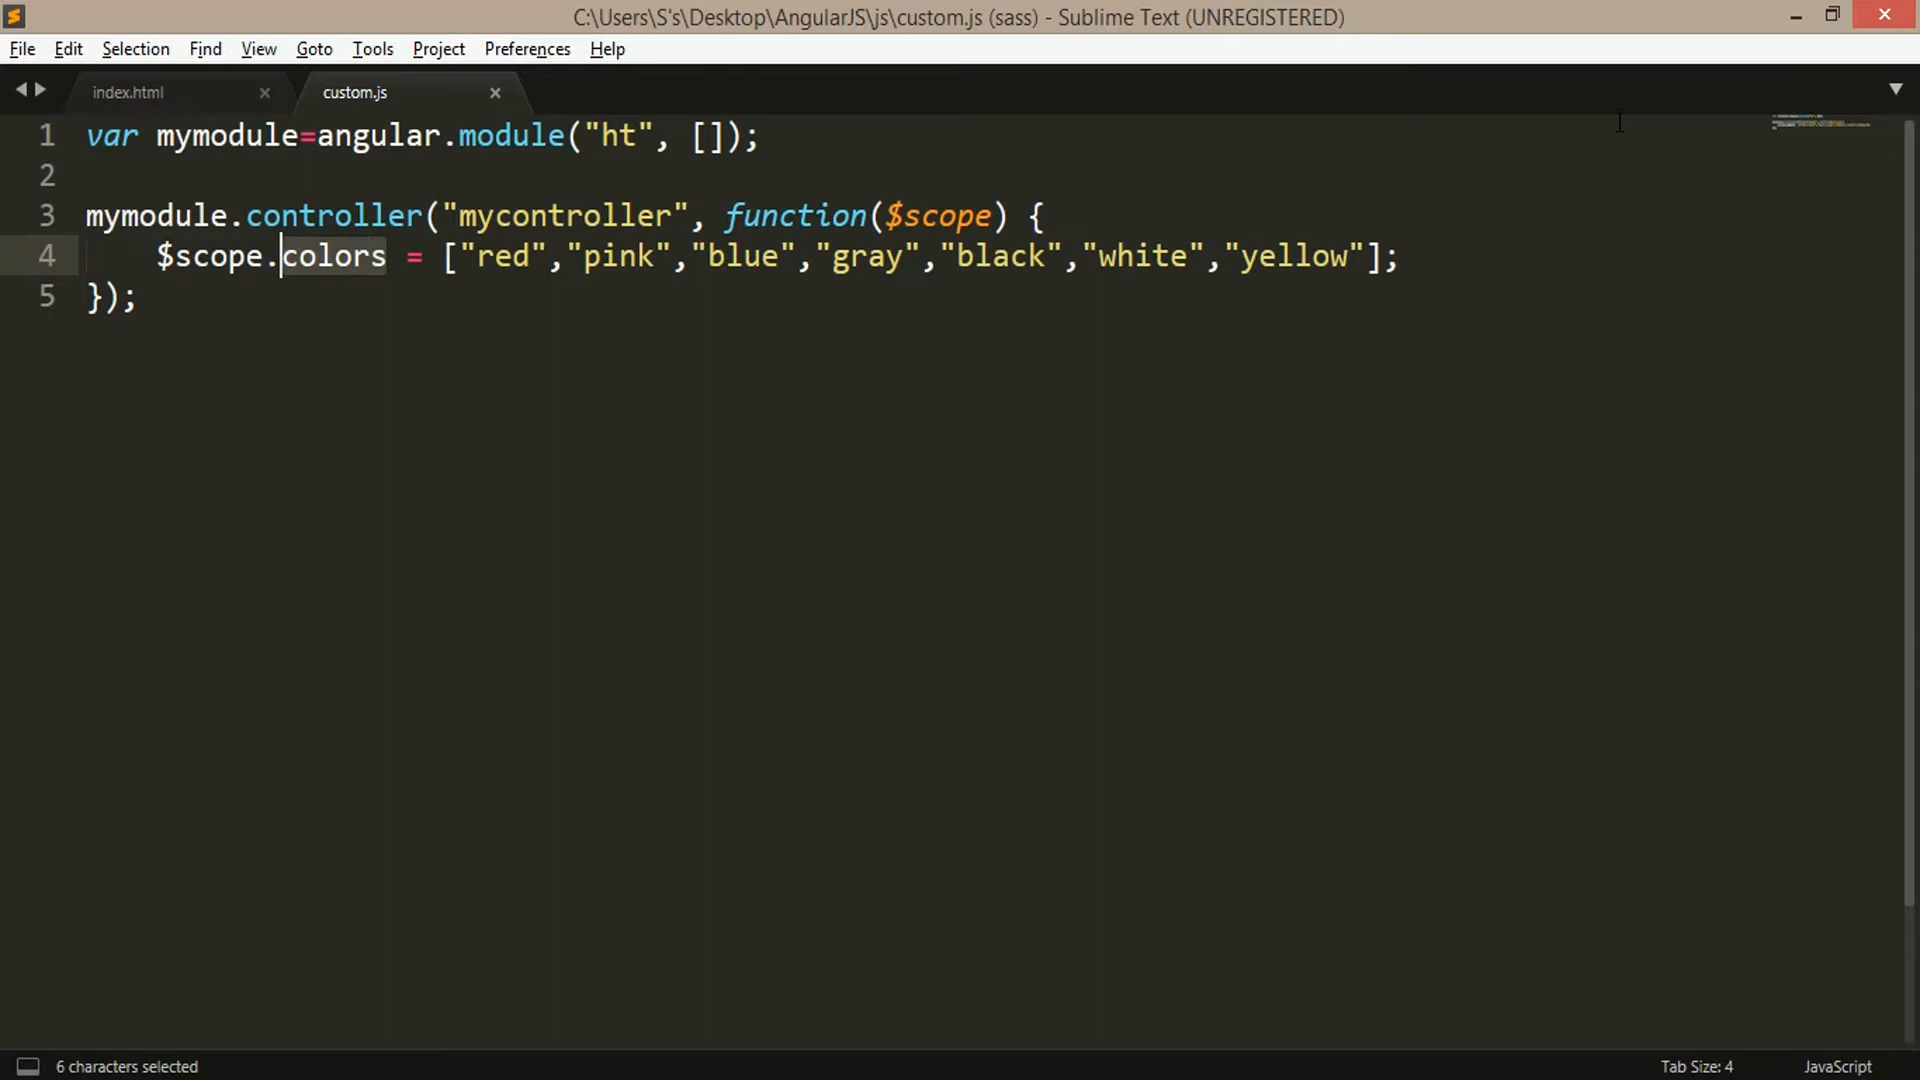 C:\Users\S's\Desktop\AngularJS\js\custom.js (sass) - Sublime Text (UNREGISTERED)
File Edit Selection Find View Goto Tools Project Preferences Help
index.html custom.js
1 var mymodule=angular.module("ht", []);
2
3 mymodule.controller("mycontroller", function($scope) {
4 $scope.colors = ["red","pink","blue","gray","black","white","yellow"];
5 });
6 characters selected Tab Size: 4 JavaScript